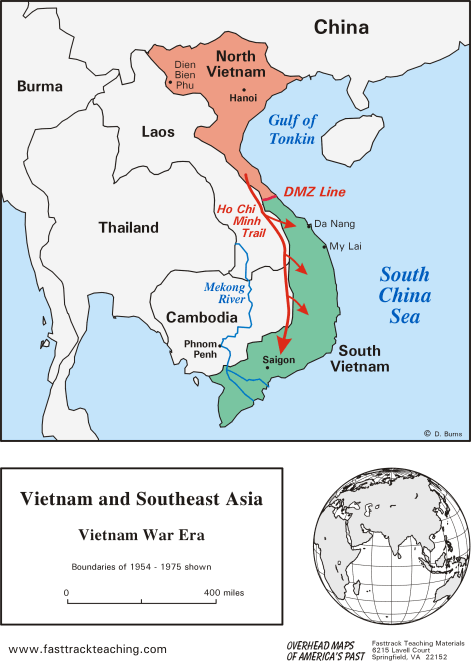 China
North
Vietnam
Dien
Bien
Phu
Hanoi
Burma
Laos
Gulf of
Tonkin
DMZ Line
Ho Chi
Minh
Trail
Da Nang
My Lai
Thailand
Mekong
River
South
China
Sea
Cambodia
Phnom
Penh
Saigon
South
Vietnam
© D. Burns
Vietnam and Southeast Asia
Vietnam War Era
Boundaries of 1954 - 1975 shown
0 400 miles
www.fasttrackteaching.com
OVERHEAD MAPS
OF AMERICA'S PAST
Fasttrack Teaching Materials
6215 Lavell Court
Springfield, VA 22152